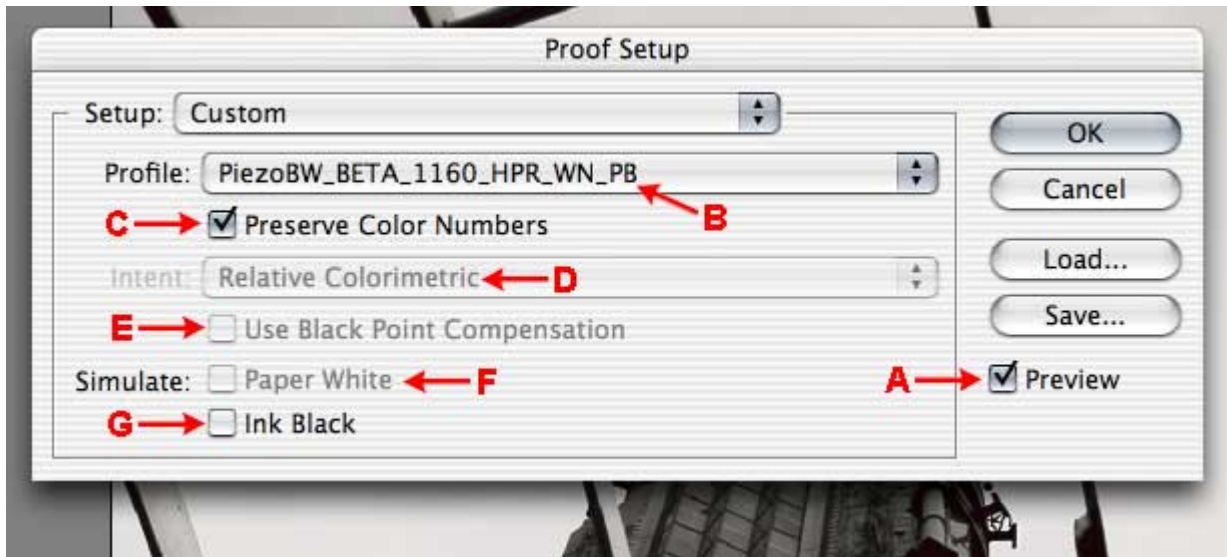 Proof Setup
Setup: Custom
Profile: PiezoBW_BETA_1160_HPR_WN_PB
B
C Preserve Color Numbers
Intent: Relative Colorimetric D
E Use Black Point Compensation
Simulate: Paper White F
G Ink Black
OK
Cancel
Load...
Save...
A Preview